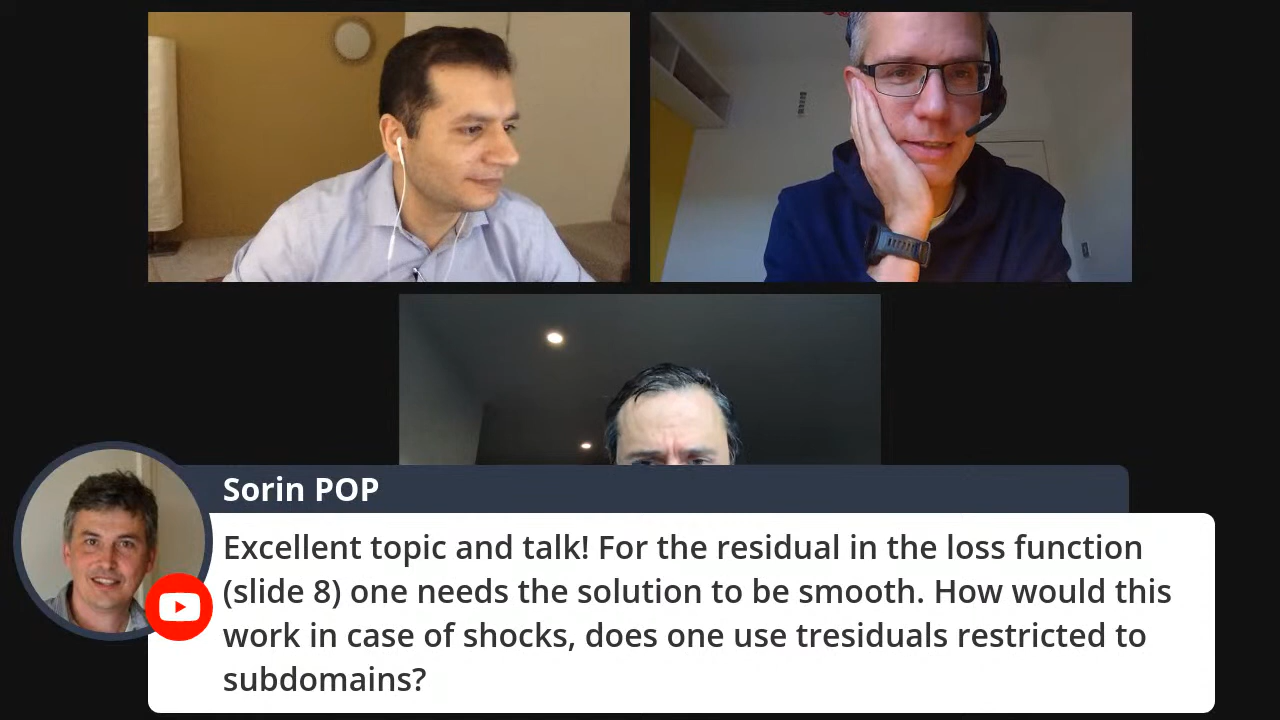 Sorin POP
Excellent topic and talk! For the residual in the loss function
(slide 8) one needs the solution to be smooth. How would this
work in case of shocks, does one use tresiduals restricted to
subdomains?